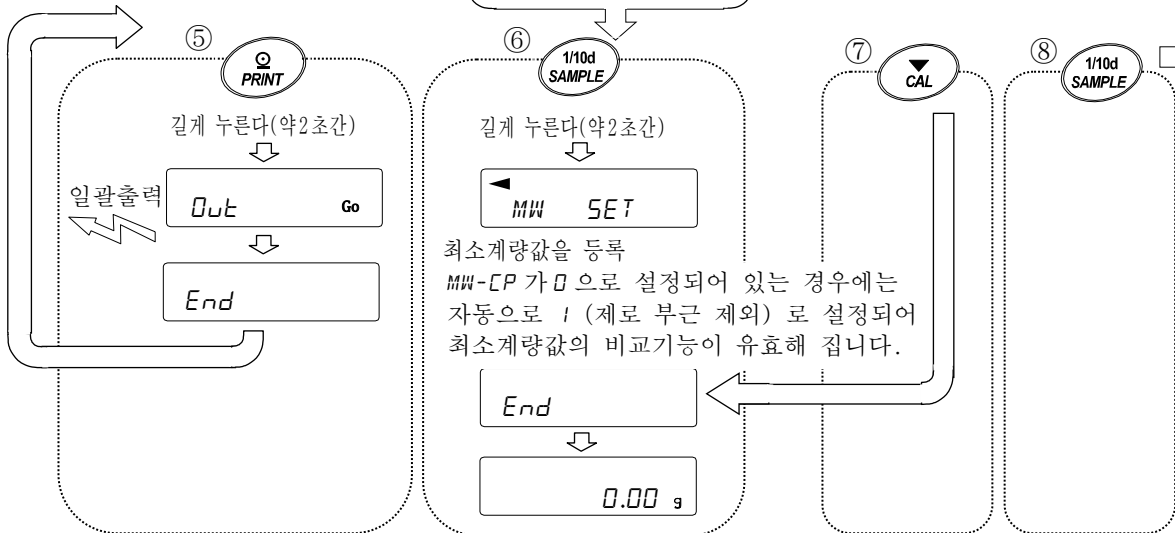 ⑤
PRINT
길게 누른다(약2초간)
일괄출력
Out Go
End
⑥
1/10d
SAMPLE
길게 누른다(약2초간)
MW SET
최소계량값을 등록
MW-CP 가 0 으로 설정되어 있는 경우에는
자동으로 1 (제로 부근 제외) 로 설정되어
최소계량값의 비교기능이 유효해 집니다.
End
0.00 g
⑦
CAL
⑧
1/10d
SAMPLE